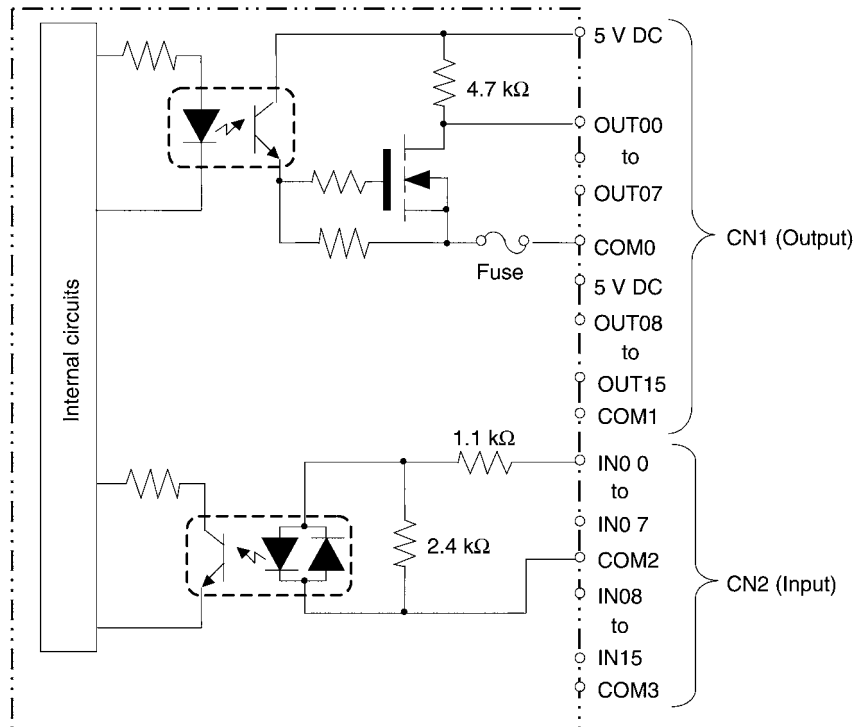 5 V DC
4.7 kΩ
OUT00
to
OUT07
COM0
Fuse
CN1 (Output)
5 V DC
OUT08
to
OUT15
COM1
Internal circuits
1.1 kΩ
IN0 0
to
IN0 7
2.4 kΩ
COM2
CN2 (Input)
IN08
to
IN15
COM3